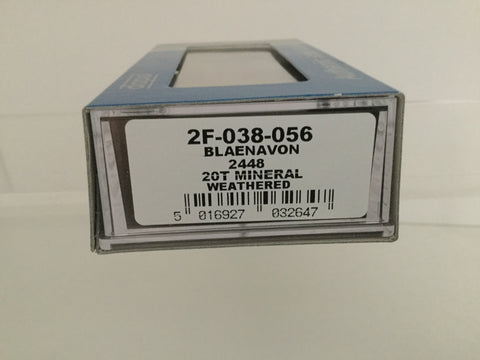 2F-038-056
BLAENAVON
2448
20T MINERAL
WEATHERED
5 016927 032647